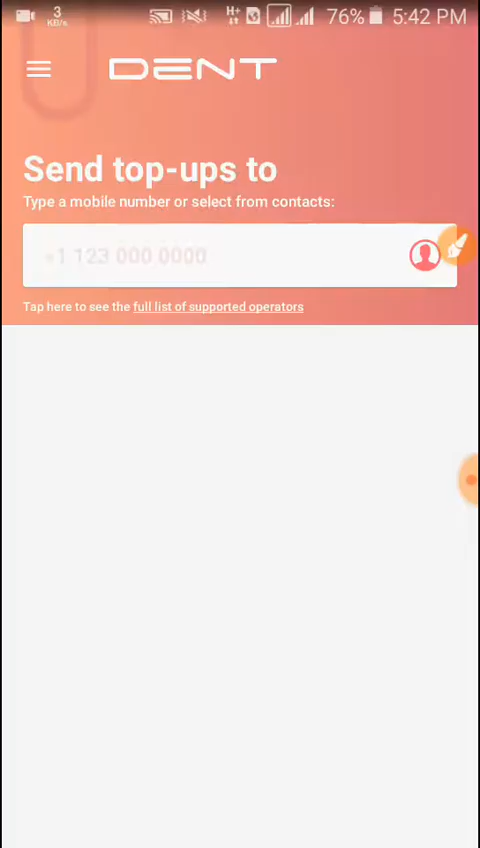 3
KB/s
H+
76%
5:42 PM
DENT
Send top-ups to
Type a mobile number or select from contacts:
+1 123 000 0000
Tap here to see the full list of supported operators